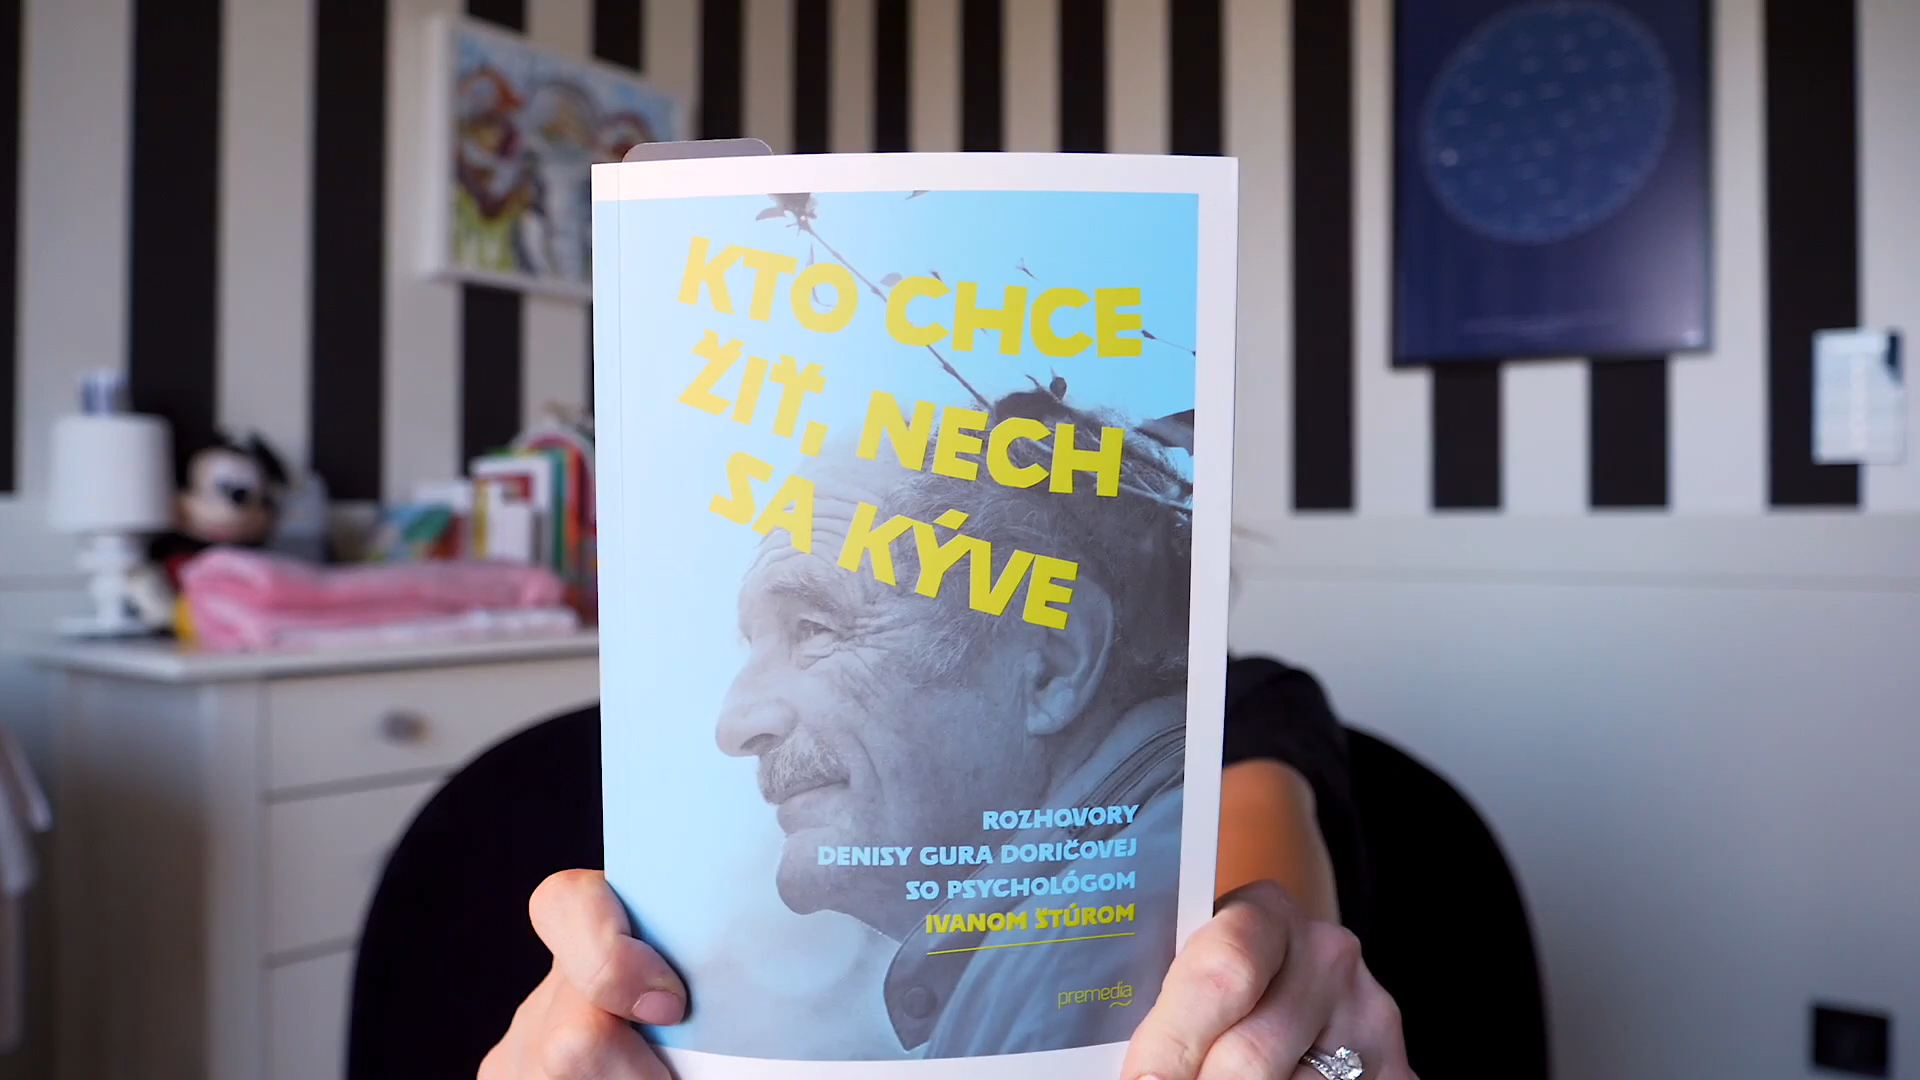 KTO CHCE
ŽIŤ, NECH
SA KÝVE
ROZHOVORY
DENISY GURA DORIČOVEJ
SO PSYCHOLÓGOM
IVANOM ŠTÚROM
premedia